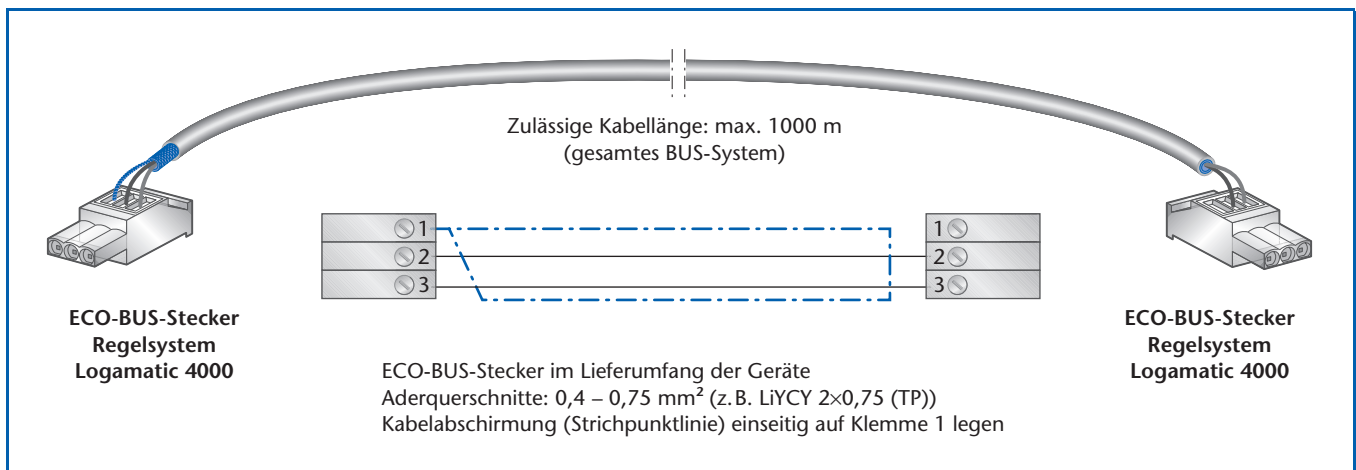 Zulässige Kabellänge: max. 1000 m
(gesamtes BUS-System)
1
2
3
1
2
3
ECO-BUS-Stecker
Regelsystem
Logamatic 4000
ECO-BUS-Stecker
Regelsystem
Logamatic 4000
ECO-BUS-Stecker im Lieferumfang der Geräte
Aderquerschnitte: 0,4 – 0,75 mm² (z. B. LiYCY 2×0,75 (TP))
Kabelabschirmung (Strichpunktlinie) einseitig auf Klemme 1 legen